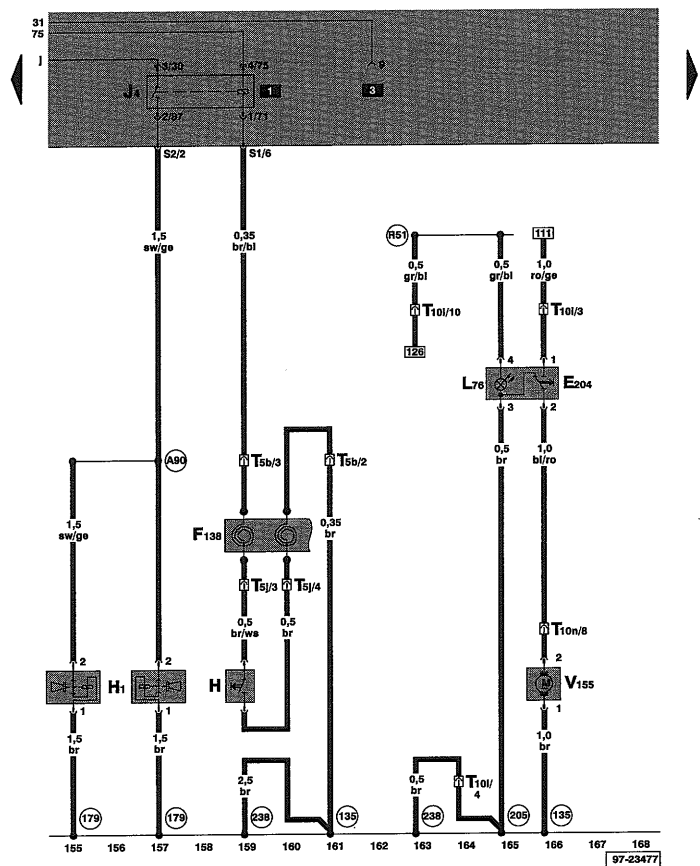 31
75
J
3/30
4/75
9
J4
1
3
2/87
1/71
S2/2
S1/6
1,5
sw/ge
0,35
br/bl
R51
111
0,5
gr/bl
0,5
gr/bl
1,0
ro/ge
T10i/10
T10i/3
126
4
1
L76
E204
3
2
A90
T5b/3
T5b/2
0,5
br
1,0
bl/ro
1,5
sw/ge
F138
0,35
br
T5j/3
T5j/4
0,5
br/ws
0,5
br
T10n/8
2
2
2
H1
H
V155
1
1
1
1,5
br
1,5
br
1,0
br
2,5
br
0,5
br
T10i/
4
179
179
238
135
238
205
135
155
156
157
158
159
160
161
162
163
165
166
167
168
97-23477